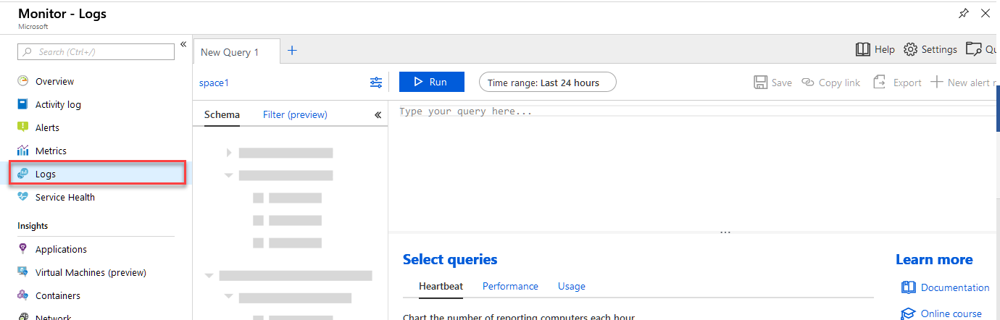 Monitor - Logs
Microsoft
Search (Ctrl+/)
Overview
Activity log
Alerts
Metrics
Logs
Service Health
Insights
Applications
Virtual Machines (preview)
Containers
Network
New Query 1
Help
Settings
Qu
space1
Run
Time range: Last 24 hours
Save
Copy link
Export
New alert r
Schema
Filter (preview)
Type your query here...
...
Select queries
Heartbeat
Performance
Usage
Chart the number of reporting computers each hour
Learn more
Documentation
Online course